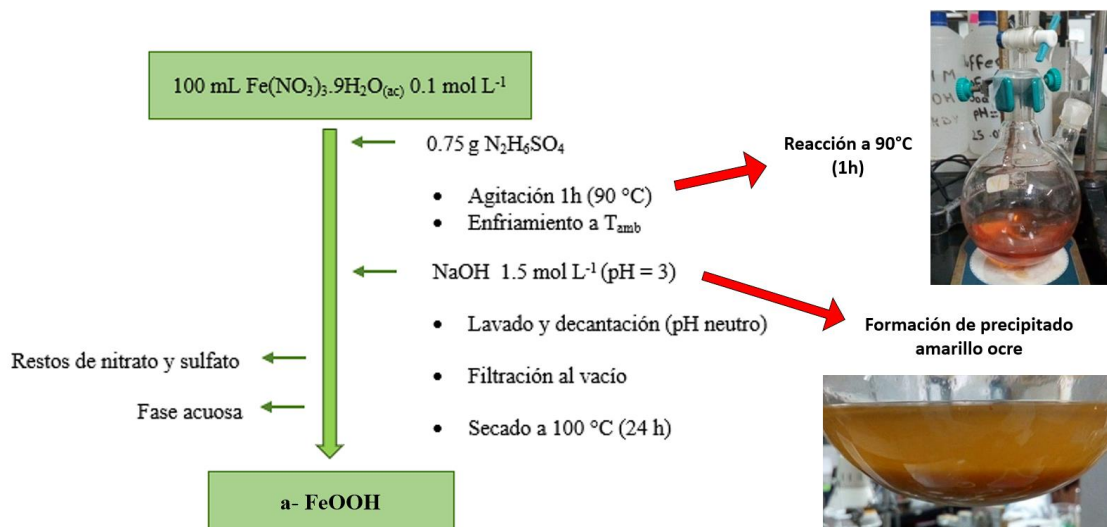 100 mL Fe(NO₃)₃.9H₂O₍ac₎ 0.1 mol L⁻¹
0.75 g N₂H₆SO₄
• Agitación 1h (90 °C)
• Enfriamiento a Tamb
NaOH 1.5 mol L⁻¹ (pH = 3)
• Lavado y decantación (pH neutro)
• Filtración al vacío
• Secado a 100 °C (24 h)
Restos de nitrato y sulfato
Fase acuosa
a- FeOOH
Reacción a 90°C
(1h)
Formación de precipitado
amarillo ocre
pH=